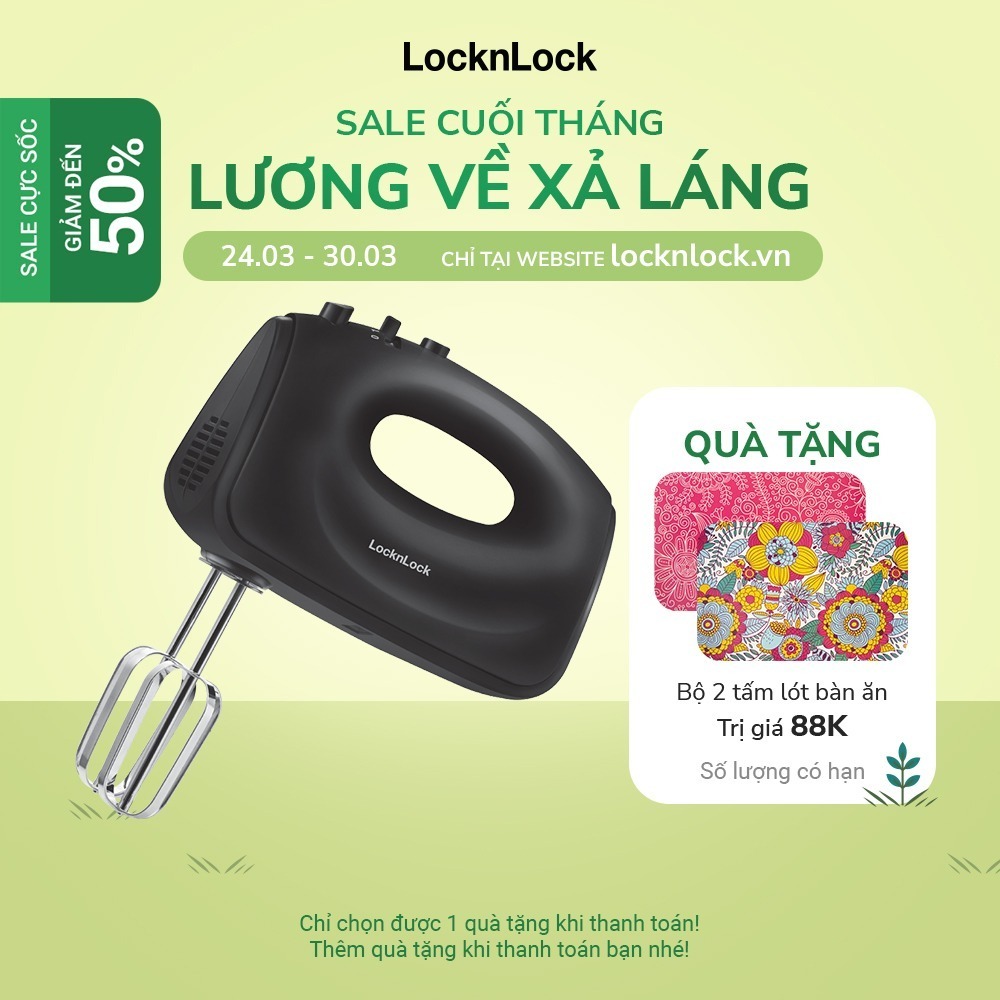 LocknLock
SALE CỰC SỐC
GIẢM ĐẾN
50%
SALE CUỐI THÁNG
LƯƠNG VỀ XẢ LÁNG
24.03 - 30.03 CHỈ TẠI WEBSITE locknlock.vn
0 1
LocknLock
QUÀ TẶNG
Bộ 2 tấm lót bàn ăn
Trị giá 88K
Số lượng có hạn
Chỉ chọn được 1 quà tặng khi thanh toán!
Thêm quà tặng khi thanh toán bạn nhé!